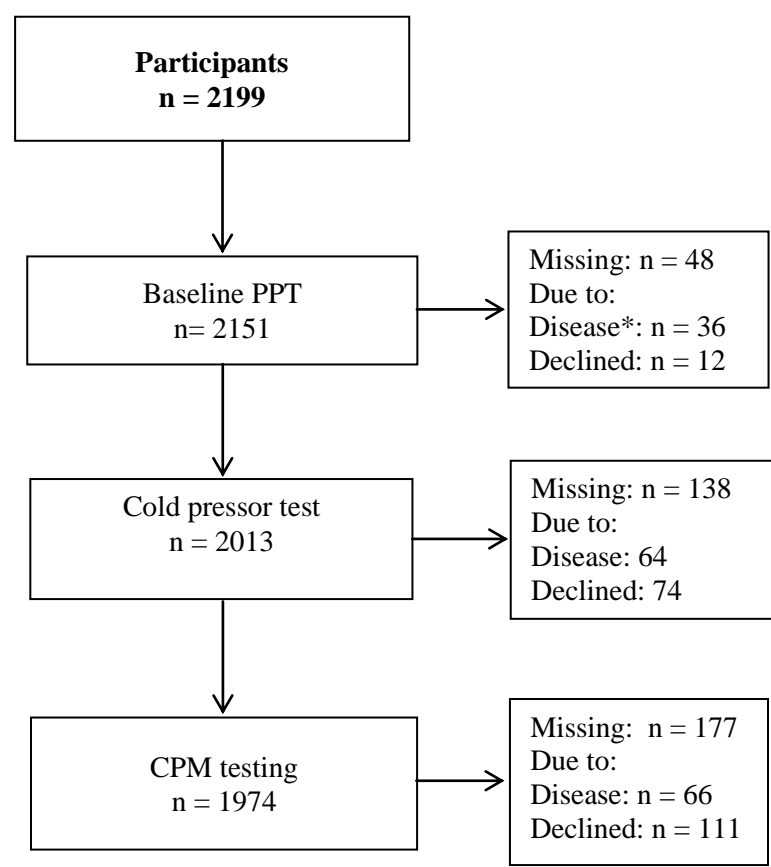 Participants
n = 2199
Baseline PPT
n= 2151
Missing: n = 48
Due to:
Disease*: n = 36
Declined: n = 12
Cold pressor test
n = 2013
Missing: n = 138
Due to:
Disease: 64
Declined: 74
CPM testing
n = 1974
Missing:  n = 177
Due to:
Disease: n = 66
Declined: n = 111